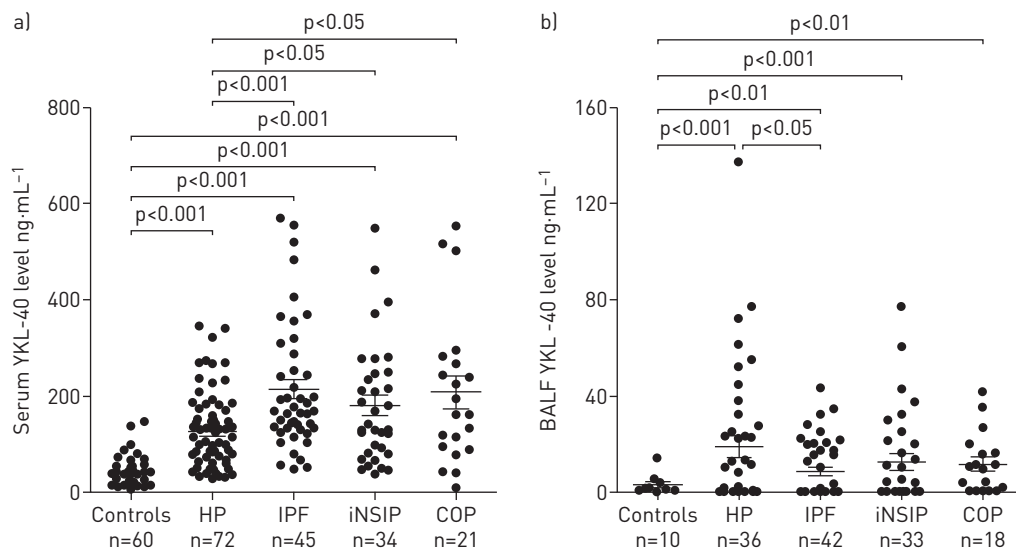 a)
Serum YKL-40 level ng·mL⁻¹
800
600
400
200
0
p<0.05
p<0.05
p<0.001
p<0.001
p<0.001
p<0.001
p<0.001
Controls HP IPF iNSIP COP
n=60 n=72 n=45 n=34 n=21
b)
BALF YKL -40 level ng·mL⁻¹
160
120
80
40
0
p<0.01
p<0.001
p<0.01
p<0.001 p<0.05
Controls HP IPF iNSIP COP
n=10 n=36 n=42 n=33 n=18